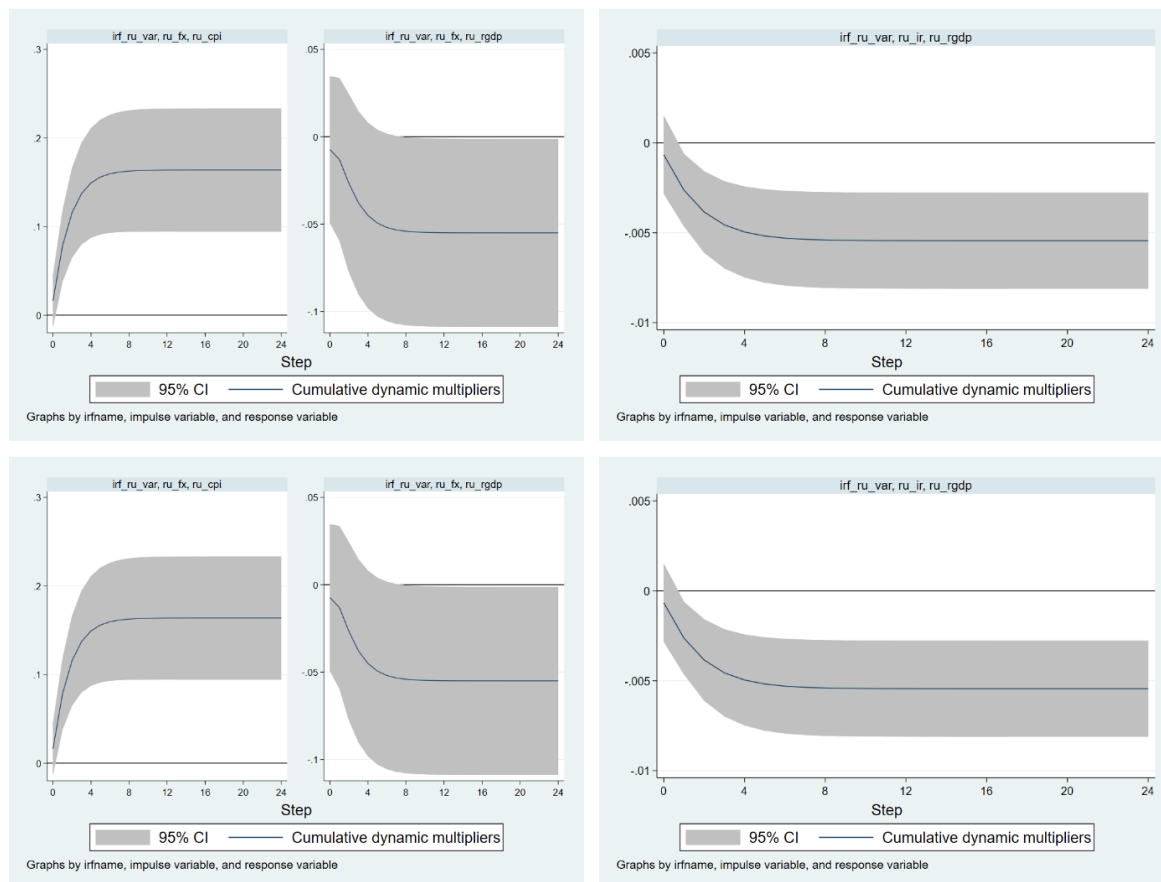 irf_ru_var, ru_fx, ru_cpi
irf_ru_var, ru_fx, ru_rgdp
.3
.2
.1
0
.05
0
-.05
-.1
0 4 8 12 16 20 24
0 4 8 12 16 20 24
Step
95% CI
Cumulative dynamic multipliers
Graphs by irfname, impulse variable, and response variable
irf_ru_var, ru_ir, ru_rgdp
.005
0
-.005
-.01
0 4 8 12 16 20 24
Step
95% CI
Cumulative dynamic multipliers
Graphs by irfname, impulse variable, and response variable
irf_ru_var, ru_fx, ru_cpi
irf_ru_var, ru_fx, ru_rgdp
.3
.2
.1
0
.05
0
-.05
-.1
0 4 8 12 16 20 24
0 4 8 12 16 20 24
Step
95% CI
Cumulative dynamic multipliers
Graphs by irfname, impulse variable, and response variable
irf_ru_var, ru_ir, ru_rgdp
.005
0
-.005
-.01
0 4 8 12 16 20 24
Step
95% CI
Cumulative dynamic multipliers
Graphs by irfname, impulse variable, and response variable